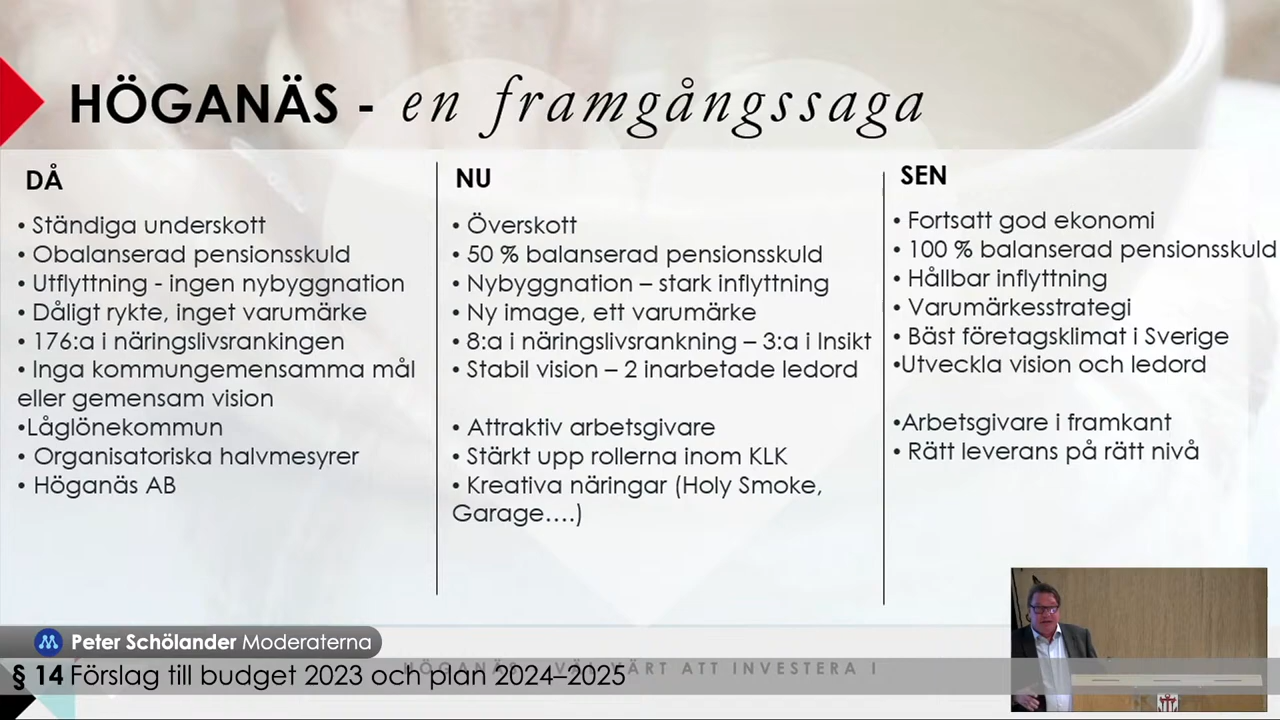 HÖGANÄS - en framgångssaga
DÅ
• Ständiga underskott
• Obalanserad pensionsskuld
• Utflyttning - ingen nybyggnation
• Dåligt rykte, inget varumärke
• 176:a i näringslivsrankingen
• Inga kommungemensamma mål
eller gemensam vision
•Låglönekommun
• Organisatoriska halvmesyrer
• Höganäs AB
NU
• Överskott
• 50 % balanserad pensionsskuld
• Nybyggnation – stark inflyttning
• Ny image, ett varumärke
• 8:a i näringslivsrankning – 3:a i Insikt
• Stabil vision – 2 inarbetade ledord
• Attraktiv arbetsgivare
• Stärkt upp rollerna inom KLK
• Kreativa näringar (Holy Smoke,
Garage….)
SEN
• Fortsatt god ekonomi
• 100 % balanserad pensionsskuld
• Hållbar inflyttning
• Varumärkesstrategi
• Bäst företagsklimat i Sverige
•Utveckla vision och ledord
•Arbetsgivare i framkant
• Rätt leverans på rätt nivå
Peter Schölander Moderaterna
§ 14 Förslag till budget 2023 och plan 2024–2025
ATT INVESTERA I